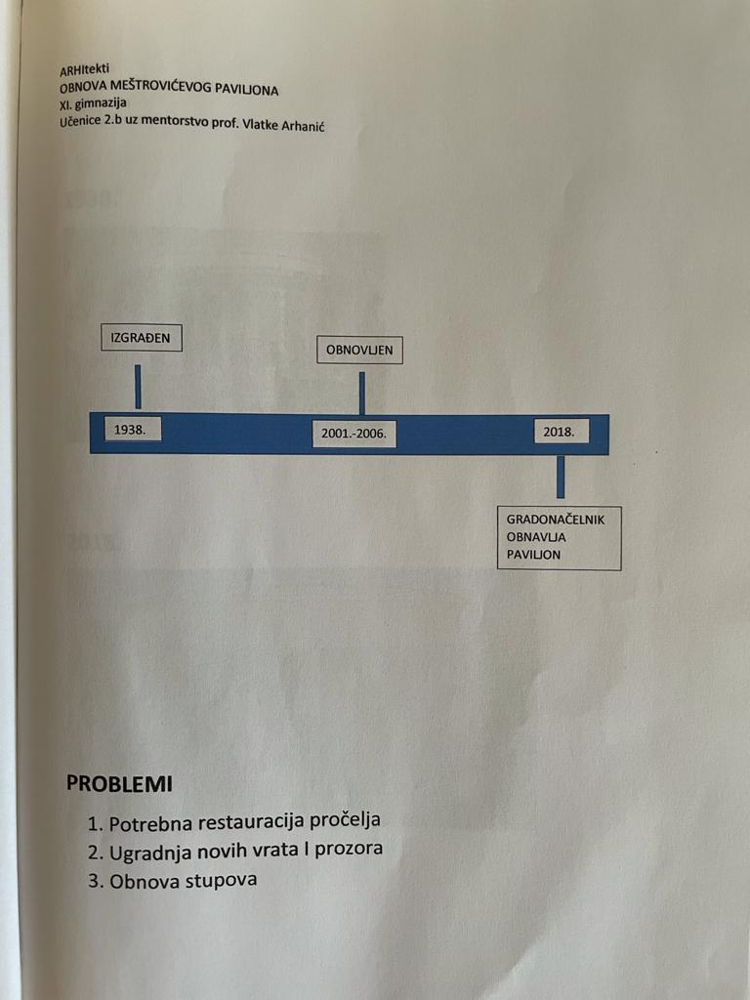 ARHItekti
OBNOVA MEŠTROVIĆEVOG PAVILJONA
XI. gimnazija
Učenice 2.b uz mentorstvo prof. Vlatke Arhanić
IZGRAĐEN
OBNOVLJEN
1938.
2001.-2006.
2018.
GRADONAČELNIK
OBNAVLJA
PAVILJON
PROBLEMI
1. Potrebna restauracija pročelja
2. Ugradnja novih vrata I prozora
3. Obnova stupova